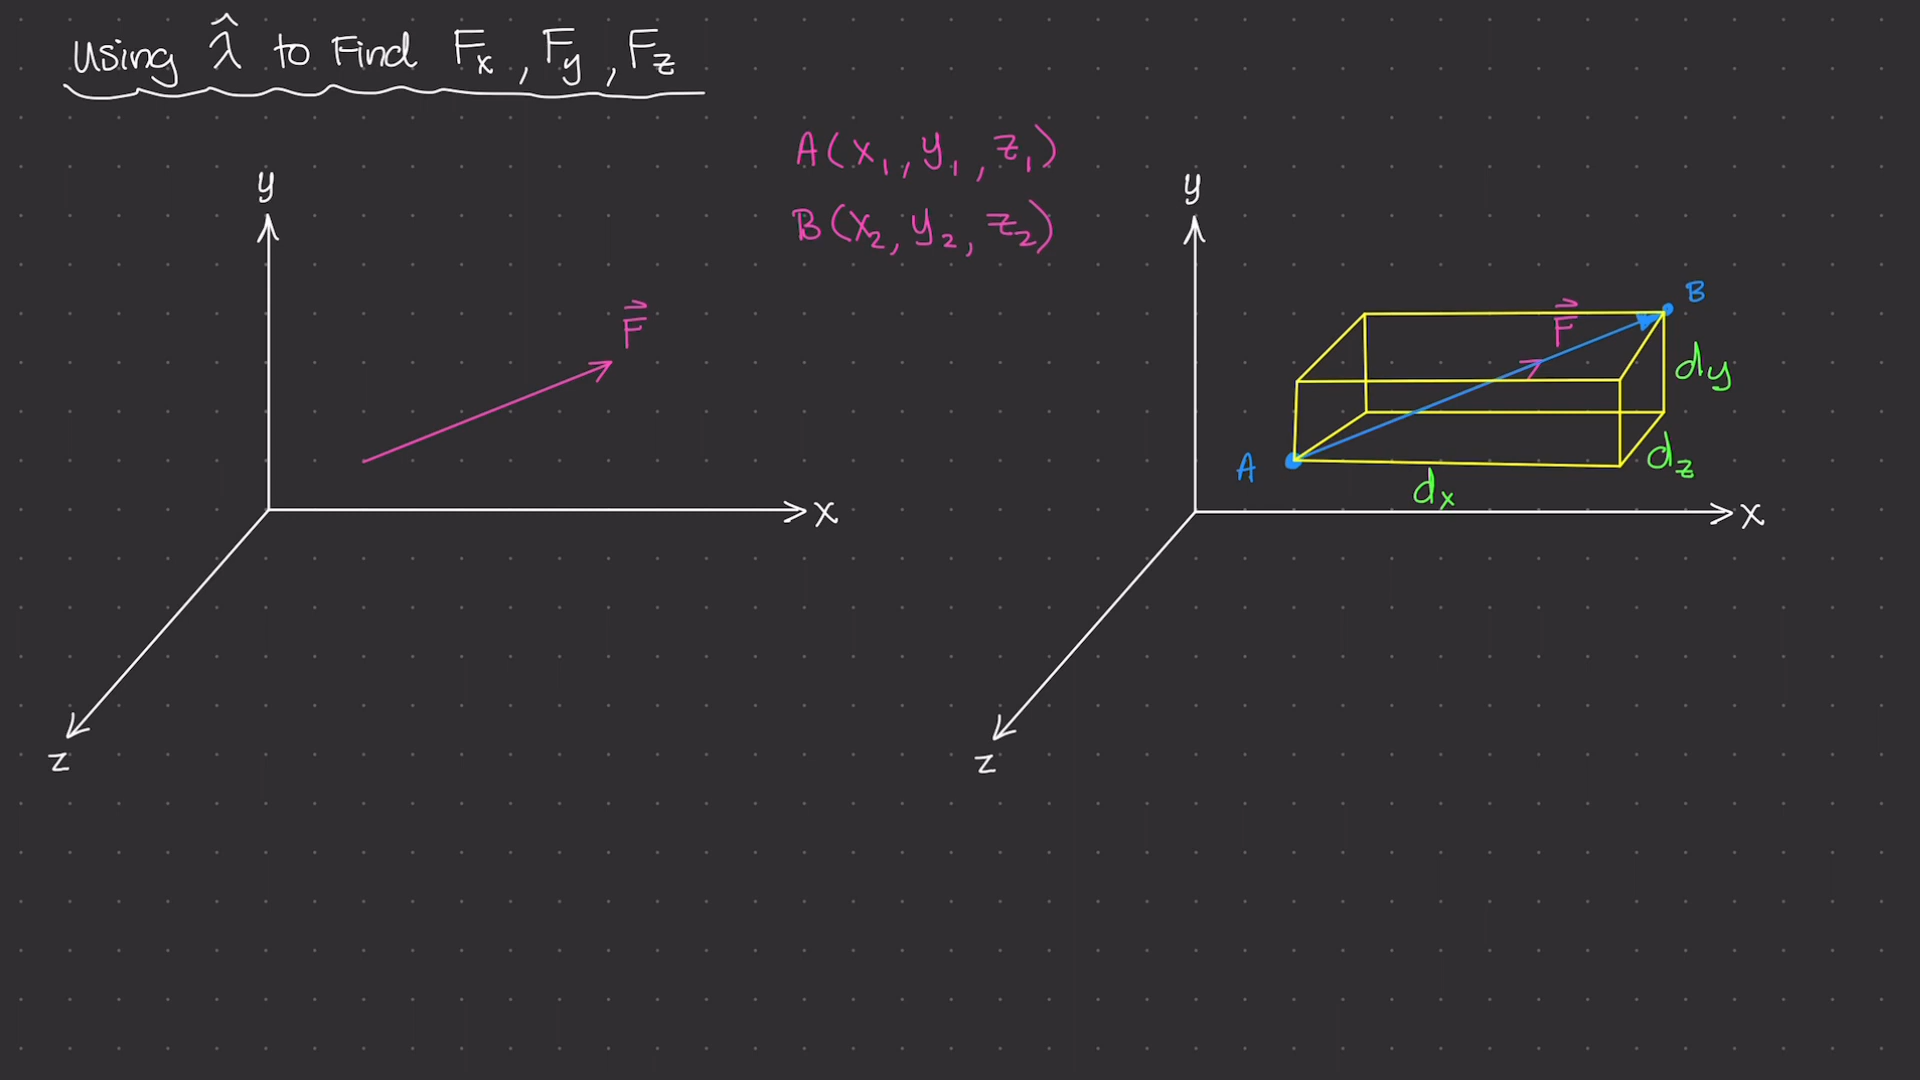 Using λ̂ to Find Fx, Fy, Fz
A(x₁, y₁, z₁)
B(x₂, y₂, z₂)
y
F⃗
x
z
y
B
F⃗
dy
A
dz
dx
x
z